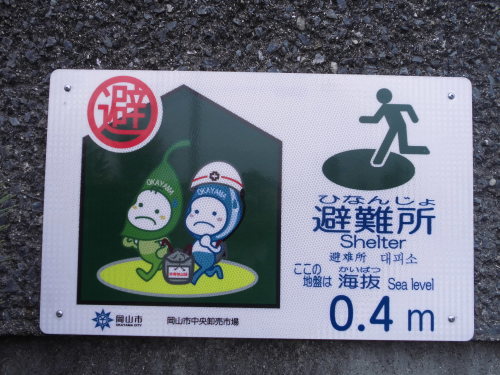 避
OKAYAMA
OKAYAMA
ひなんじょ
避難所
Shelter
避难所 대피소
ここの
地盤は
かいばつ
海抜 Sea level
0.4 m
岡山市
OKAYAMA CITY
岡山市中央卸売市場